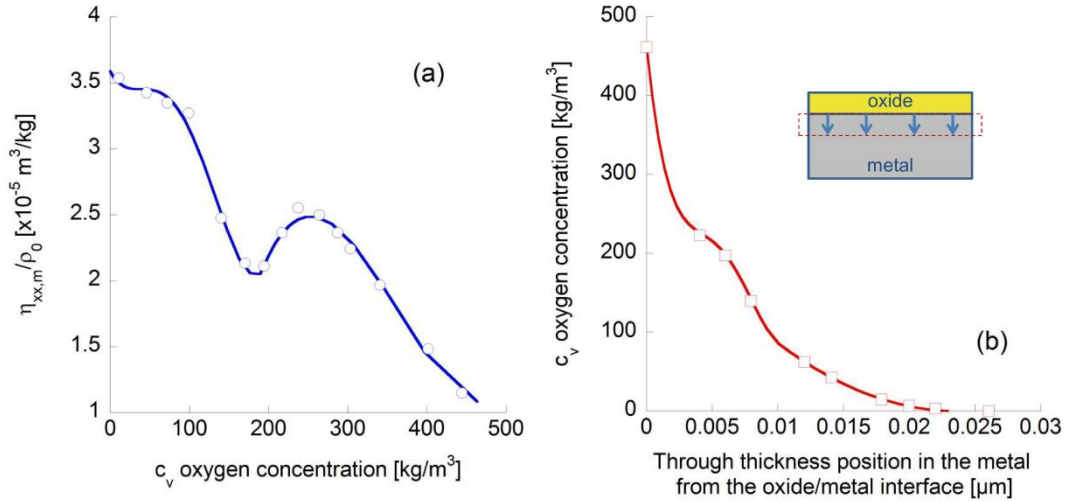 4
3.5
3
2.5
2
1.5
1
η_xx,m/ρ_0 [x10^-5 m^3/kg]
(a)
0 100 200 300 400 500
c_v oxygen concentration [kg/m^3]
500
400
300
200
100
0
c_v oxygen concentration [kg/m^3]
oxide
metal
(b)
0 0.005 0.01 0.015 0.02 0.025 0.03
Through thickness position in the metal
from the oxide/metal interface [µm]